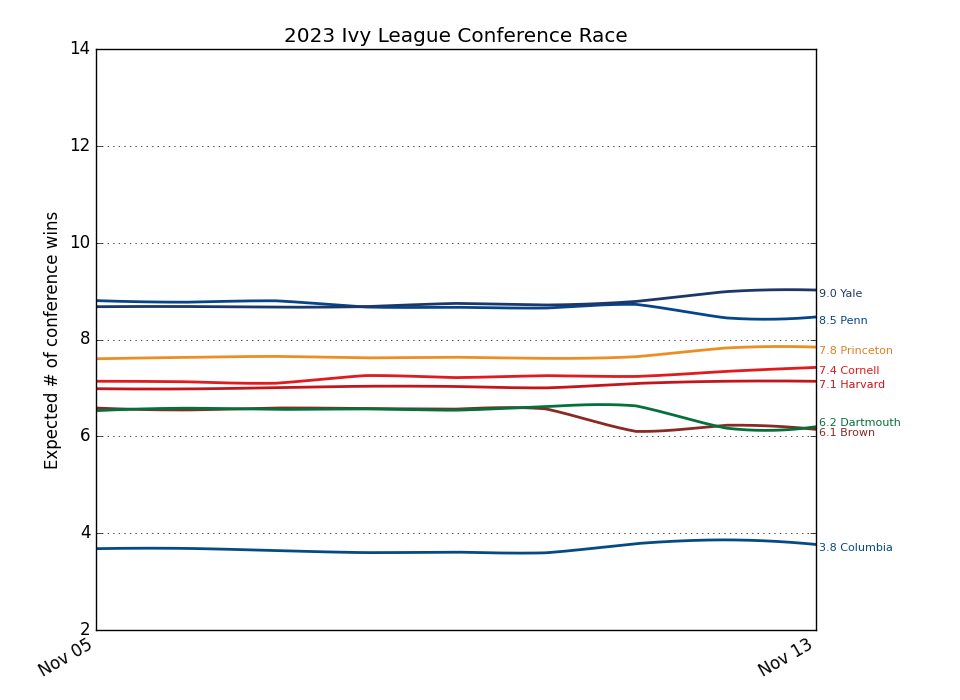 2023 Ivy League Conference Race
Expected # of conference wins
14
12
10
8
6
4
2
Nov 05
Nov 13
9.0 Yale
8.5 Penn
7.8 Princeton
7.4 Cornell
7.1 Harvard
6.2 Dartmouth
6.1 Brown
3.8 Columbia